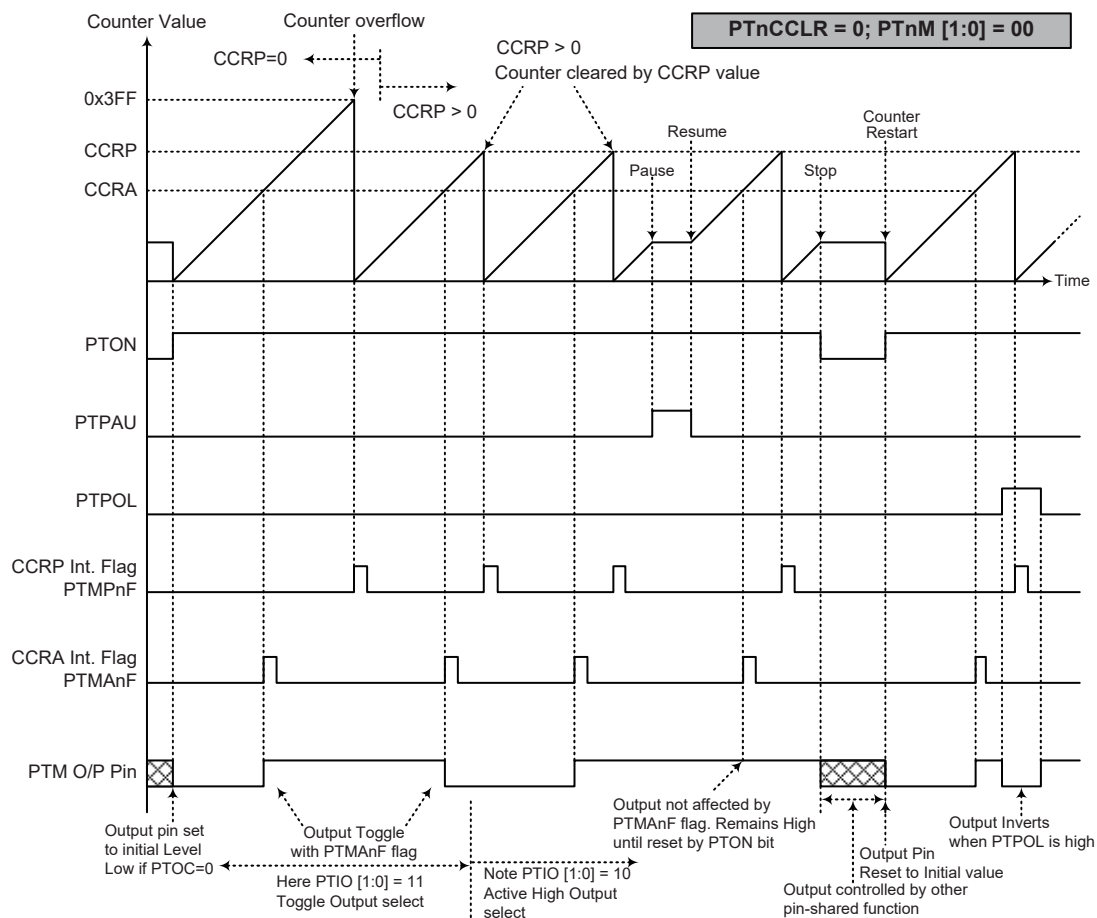 Counter Value
Counter overflow
PTnCCLR = 0; PTnM [1:0] = 00
CCRP=0
CCRP > 0
CCRP > 0
Counter cleared by CCRP value
0x3FF
CCRP
CCRA
Pause
Resume
Stop
Counter
Restart
Time
PTON
PTPAU
PTPOL
CCRP Int. Flag
PTMPnF
CCRA Int. Flag
PTMAnF
PTM O/P Pin
Output pin set
to initial Level
Low if PTOC=0
Output Toggle
with PTMAnF flag
Here PTIO [1:0] = 11
Toggle Output select
Note PTIO [1:0] = 10
Active High Output
select
Output not affected by
PTMAnF flag. Remains High
until reset by PTON bit
Output Pin
Reset to Initial value
Output controlled by other
pin-shared function
Output Inverts
when PTPOL is high